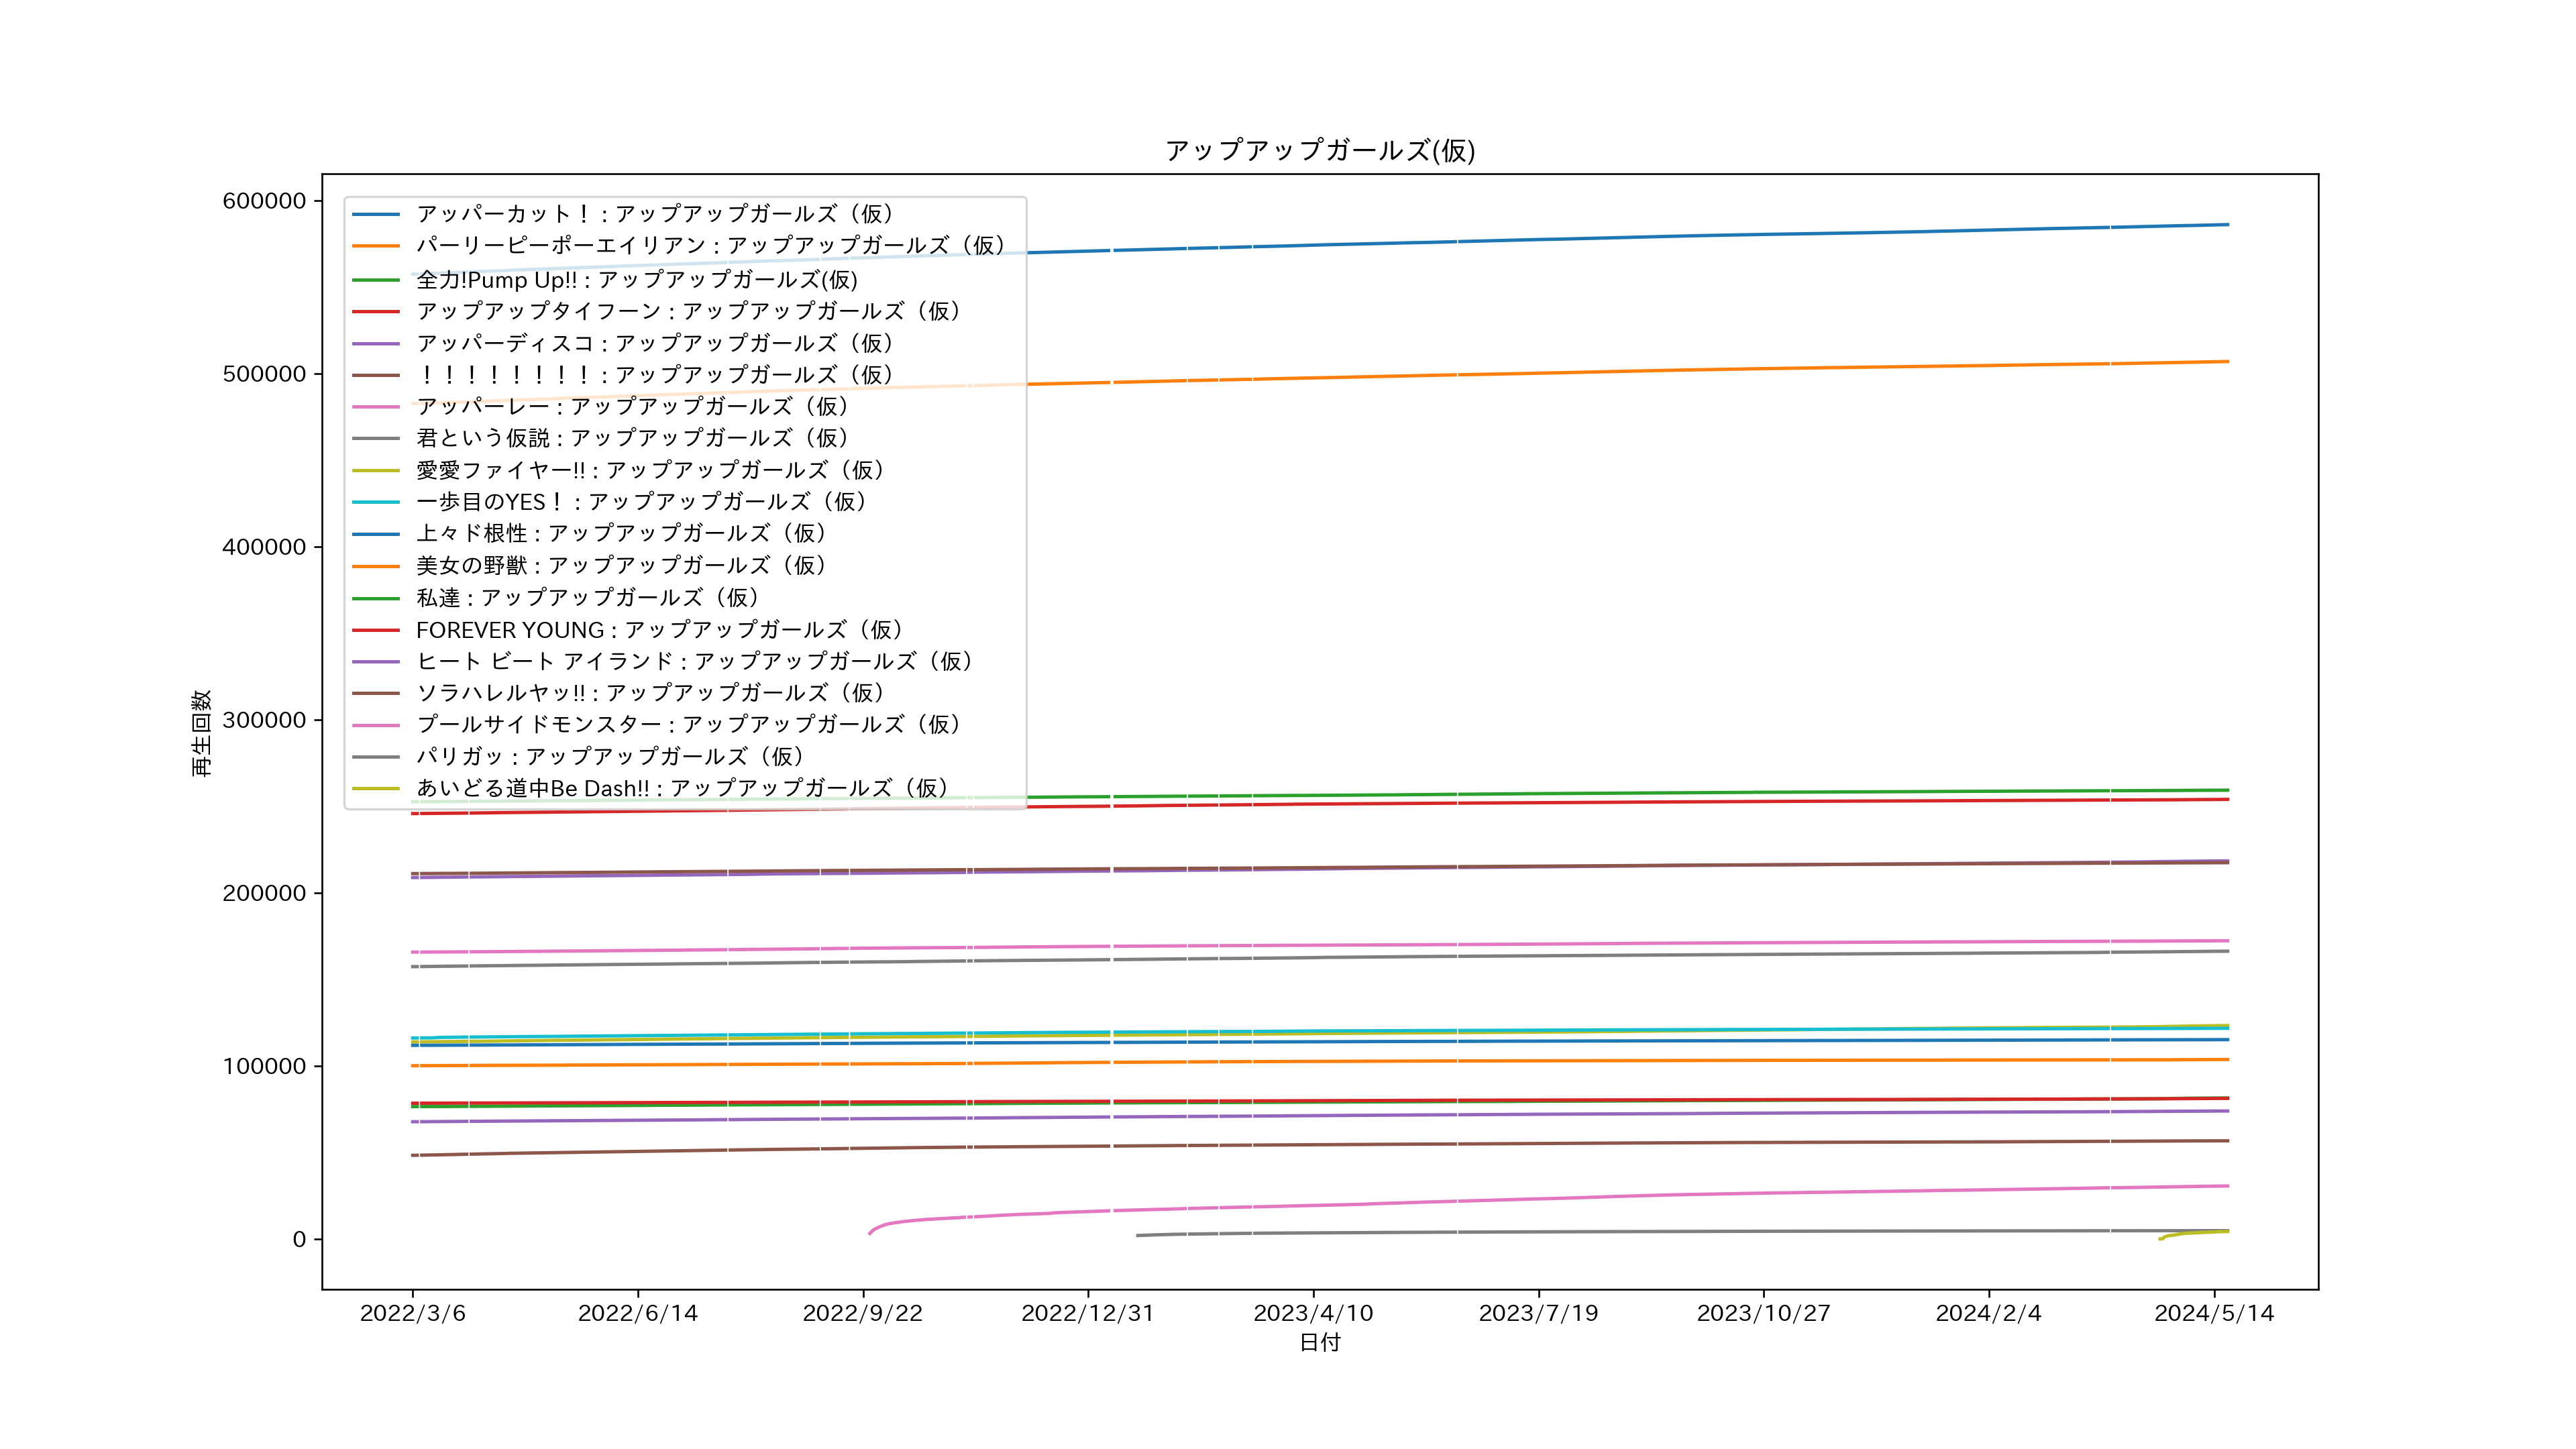 アップアップガールズ(仮)
600000
500000
400000
300000
200000
100000
0
再生回数
アッパーカット！ : アップアップガールズ（仮）
パーリーピーポーエイリアン : アップアップガールズ（仮）
全力!Pump Up!! : アップアップガールズ(仮)
アップアップタイフーン : アップアップガールズ（仮）
アッパーディスコ : アップアップガールズ（仮）
！！！！！！！！ : アップアップガールズ（仮）
アッパーレー : アップアップガールズ（仮）
君という仮説 : アップアップガールズ（仮）
愛愛ファイヤー!! : アップアップガールズ（仮）
一歩目のYES！ : アップアップガールズ（仮）
上々ド根性 : アップアップガールズ（仮）
美女の野獣 : アップアップガールズ（仮）
私達 : アップアップガールズ（仮）
FOREVER YOUNG : アップアップガールズ（仮）
ヒート ビート アイランド : アップアップガールズ（仮）
ソラハレルヤッ!! : アップアップガールズ（仮）
プールサイドモンスター : アップアップガールズ（仮）
パリガッ : アップアップガールズ（仮）
あいどる道中Be Dash!! : アップアップガールズ（仮）
2022/3/6
2022/6/14
2022/9/22
2022/12/31
2023/4/10
2023/7/19
2023/10/27
2024/2/4
2024/5/14
日付